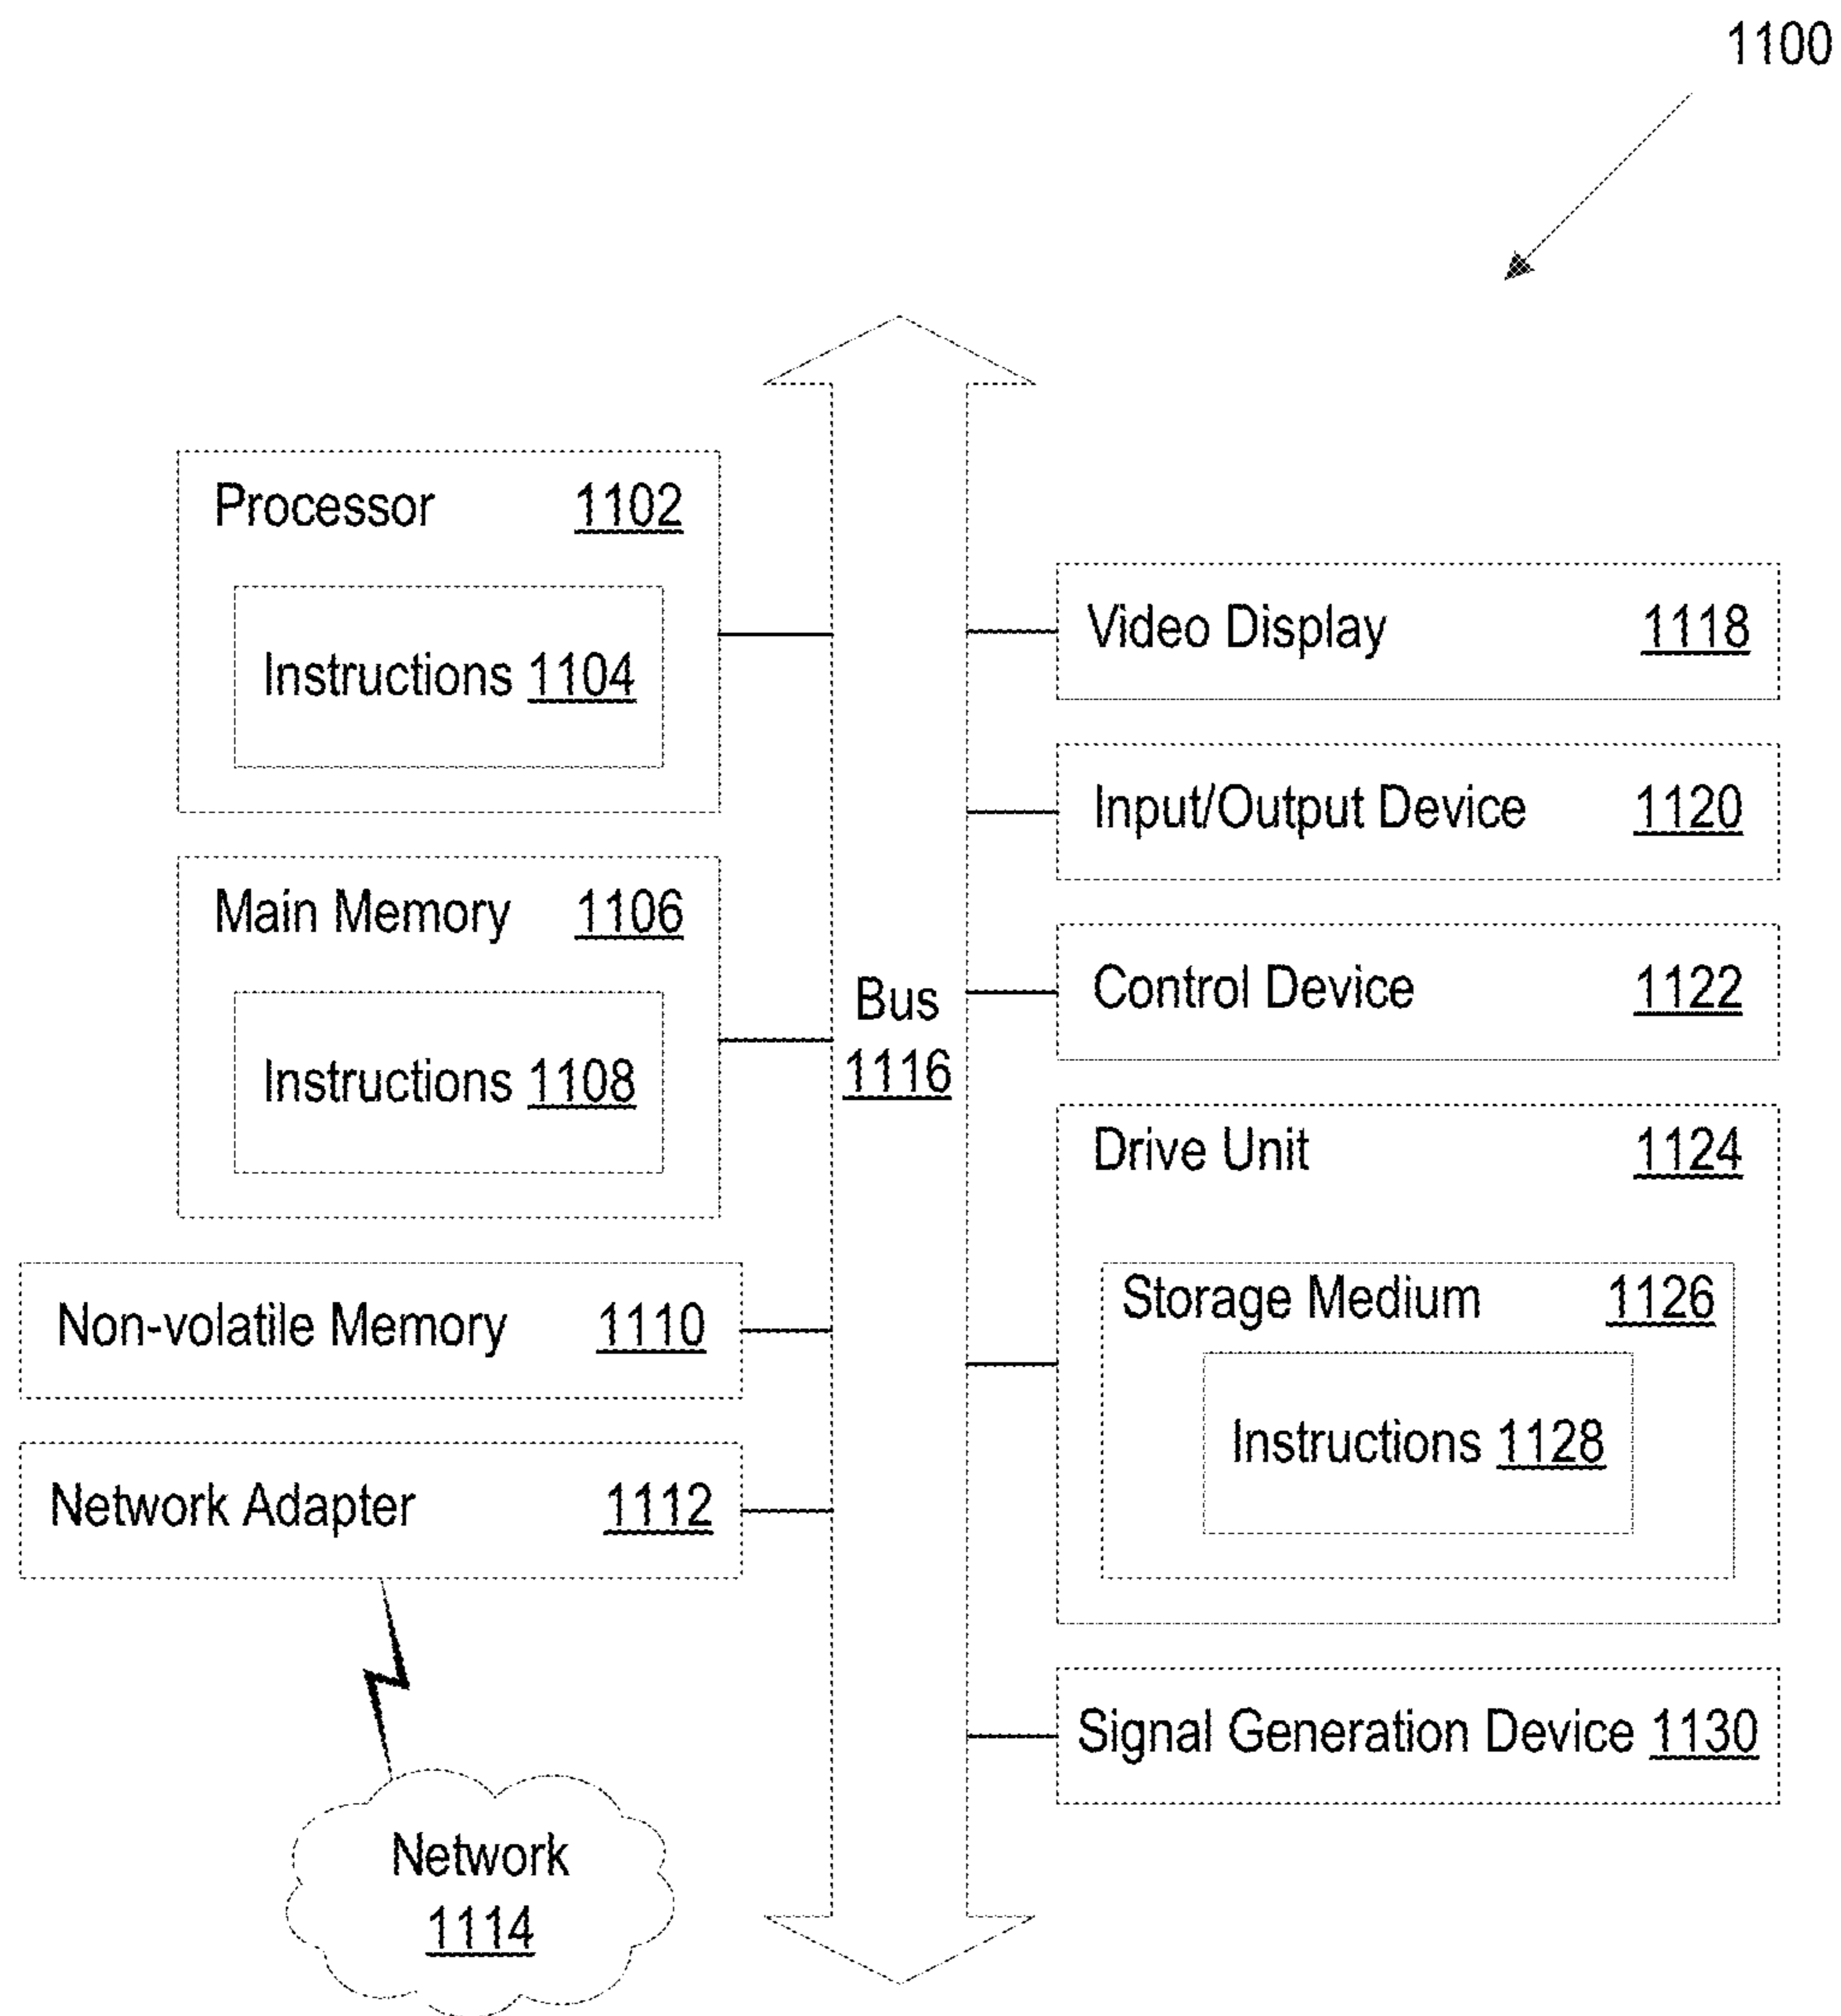 1100
Processor 1102
Instructions 1104
Main Memory 1106
Instructions 1108
Non-volatile Memory 1110
Network Adapter 1112
Network
1114
Bus
1116
Video Display 1118
Input/Output Device 1120
Control Device 1122
Drive Unit 1124
Storage Medium 1126
Instructions 1128
Signal Generation Device 1130